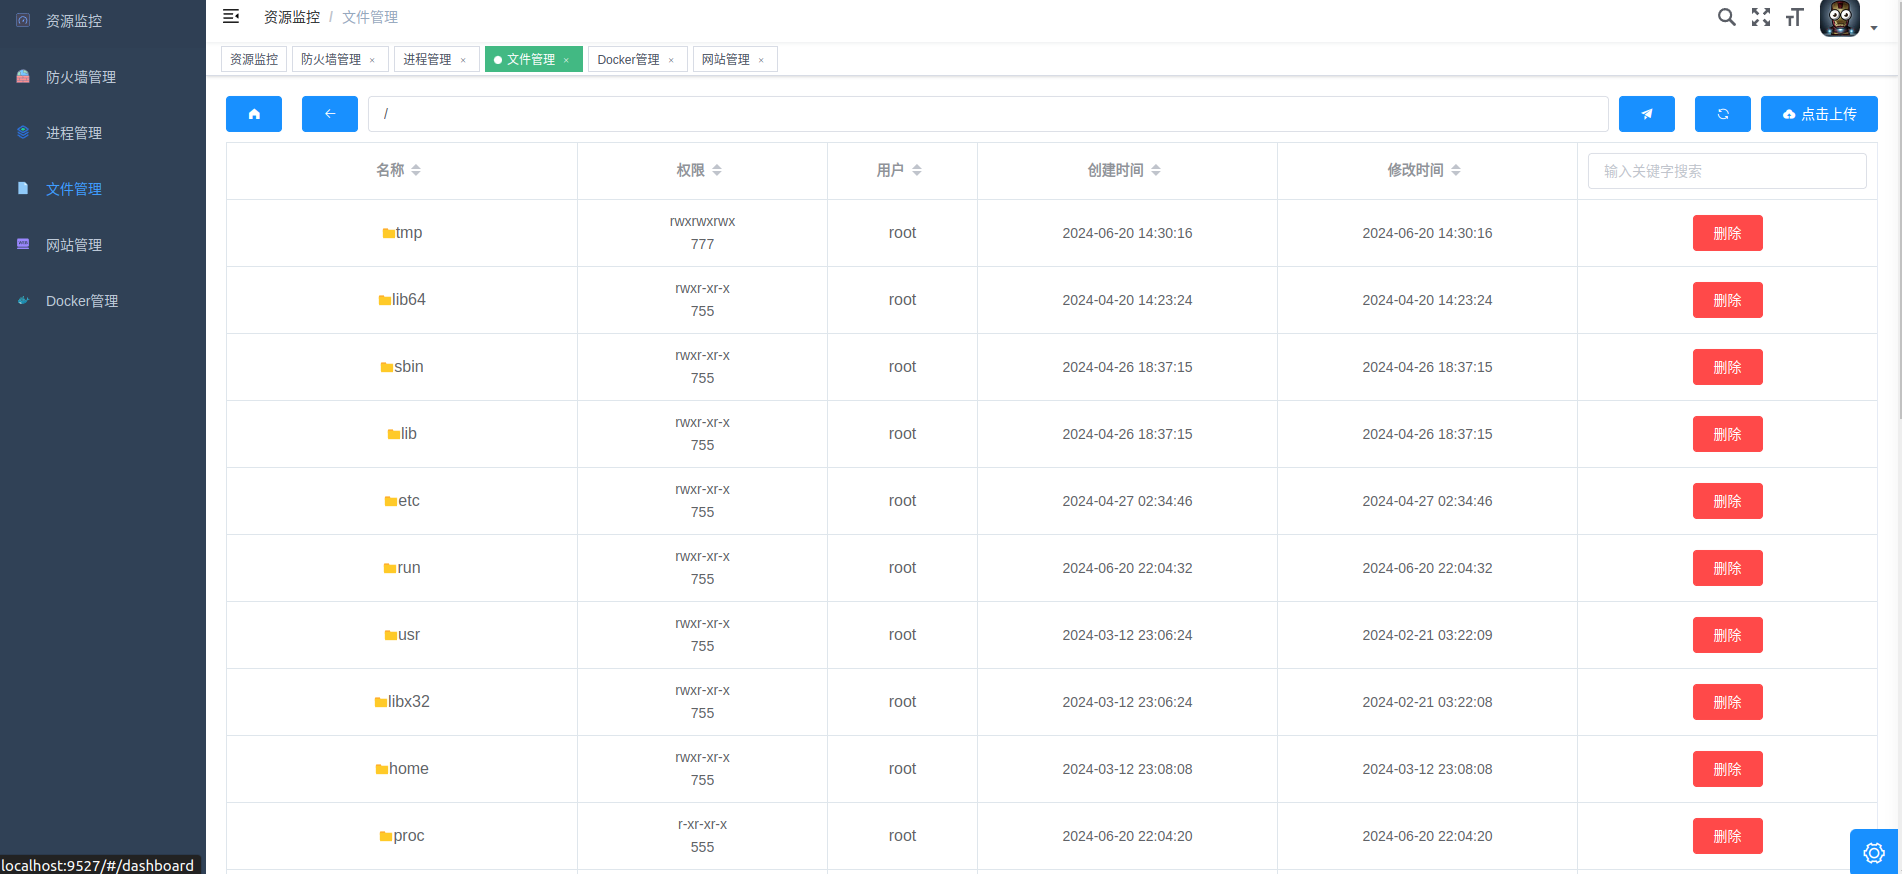 资源监控
防火墙管理
进程管理
文件管理
网站管理
Docker管理
localhost:9527/#/dashboard
资源监控 / 文件管理
资源监控 防火墙管理 × 进程管理 × 文件管理 × Docker管理 × 网站管理 ×
/ 点击上传
名称 权限 用户 创建时间 修改时间 输入关键字搜索
tmp rwxrwxrwx 777 root 2024-06-20 14:30:16 2024-06-20 14:30:16 删除
lib64 rwxr-xr-x 755 root 2024-04-20 14:23:24 2024-04-20 14:23:24 删除
sbin rwxr-xr-x 755 root 2024-04-26 18:37:15 2024-04-26 18:37:15 删除
lib rwxr-xr-x 755 root 2024-04-26 18:37:15 2024-04-26 18:37:15 删除
etc rwxr-xr-x 755 root 2024-04-27 02:34:46 2024-04-27 02:34:46 删除
run rwxr-xr-x 755 root 2024-06-20 22:04:32 2024-06-20 22:04:32 删除
usr rwxr-xr-x 755 root 2024-03-12 23:06:24 2024-02-21 03:22:09 删除
libx32 rwxr-xr-x 755 root 2024-03-12 23:06:24 2024-02-21 03:22:08 删除
home rwxr-xr-x 755 root 2024-03-12 23:08:08 2024-03-12 23:08:08 删除
proc r-xr-xr-x 555 root 2024-06-20 22:04:20 2024-06-20 22:04:20 删除